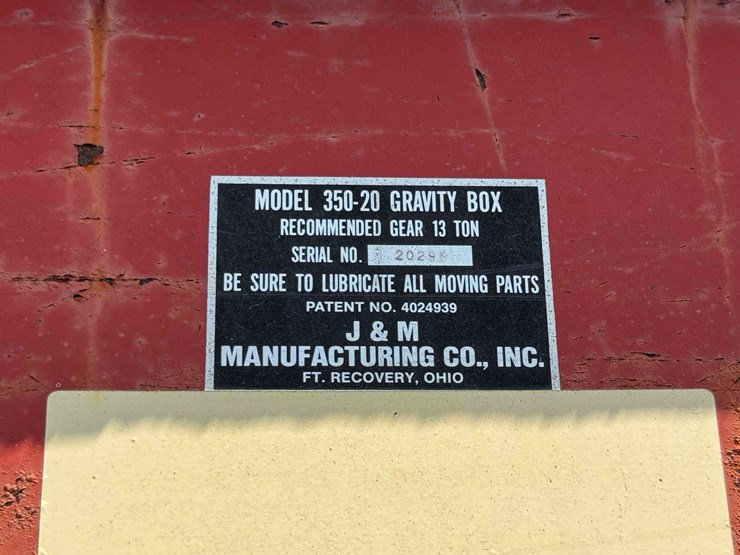 MODEL 350-20 GRAVITY BOX
RECOMMENDED GEAR 13 TON
SERIAL NO.
BE SURE TO LUBRICATE ALL MOVING PARTS
PATENT NO. 4024939
J & M
MANUFACTURING CO., INC.
FT. RECOVERY, OHIO